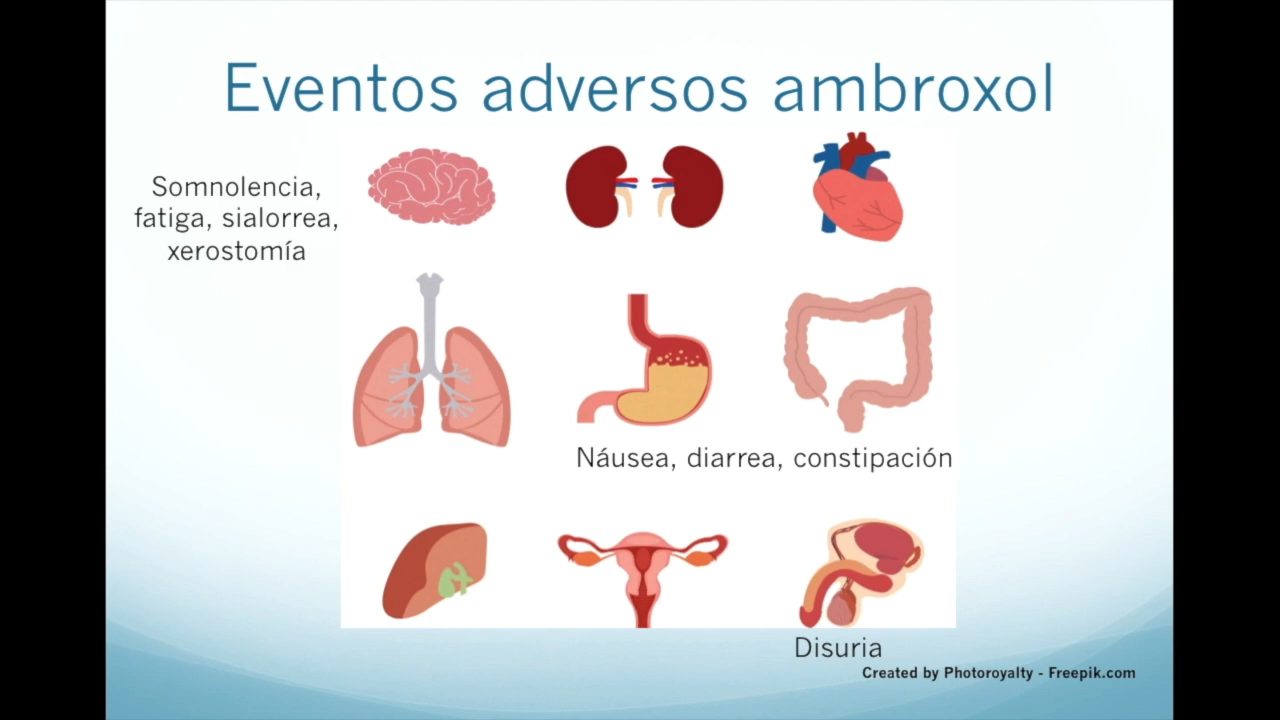 Eventos adversos ambroxol
Somnolencia,
fatiga, sialorrea,
xerostomía
Náusea, diarrea, constipación
Disuria
Created by Photoroyalty - Freepik.com